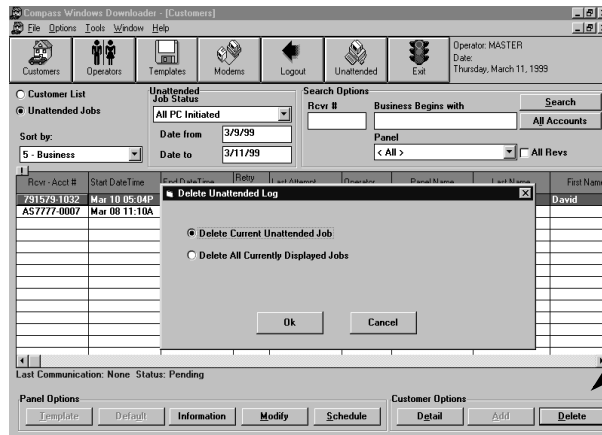 Compass Windows Downloader - [Customers]
File Options Tools Window Help
Customers Operators Templates Modems Logout Unattended Exit
Operator: MASTER
Date:
Thursday, March 11, 1999
Customer List
Unattended Jobs
Sort by:
5 - Business
Unattended
Job Status
All PC Initiated
Date from 3/9/99
Date to 3/11/99
Search Options
Rcvr # Business Begins with
Search
All Accounts
Panel
< All >
All Revs
Rcvr - Acct # Start DateTime End DateTime Retry Last Attempt Operator Panel Name Last Name First Name
791579-1032 Mar 10 05:04P David
AS7777-0007 Mar 08 11:10A
Delete Unattended Log
Delete Current Unattended Job
Delete All Currently Displayed Jobs
Ok Cancel
Last Communication: None Status: Pending
Panel Options Customer Options
Template Default Information Modify Schedule Detail Add Delete